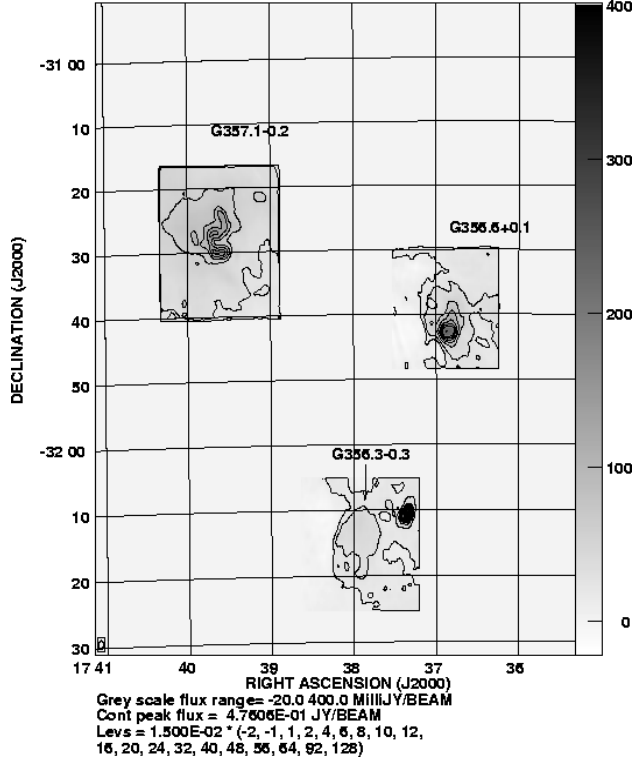 400
-31 00
G357.1-0.2
10
300
20
G356.6+0.1
30
DECLINATION (J2000)
40
200
50
-32 00
G356.3-0.3
100
10
20
0
30
17 41
40
39
38
37
36
RIGHT ASCENSION (J2000)
Grey scale flux range= -20.0 400.0 MilliJY/BEAM
Cont peak flux = 4.7606E-01 JY/BEAM
Levs = 1.500E-02 * (-2, -1, 1, 2, 4, 6, 8, 10, 12,
16, 20, 24, 32, 40, 48, 56, 64, 92, 128)